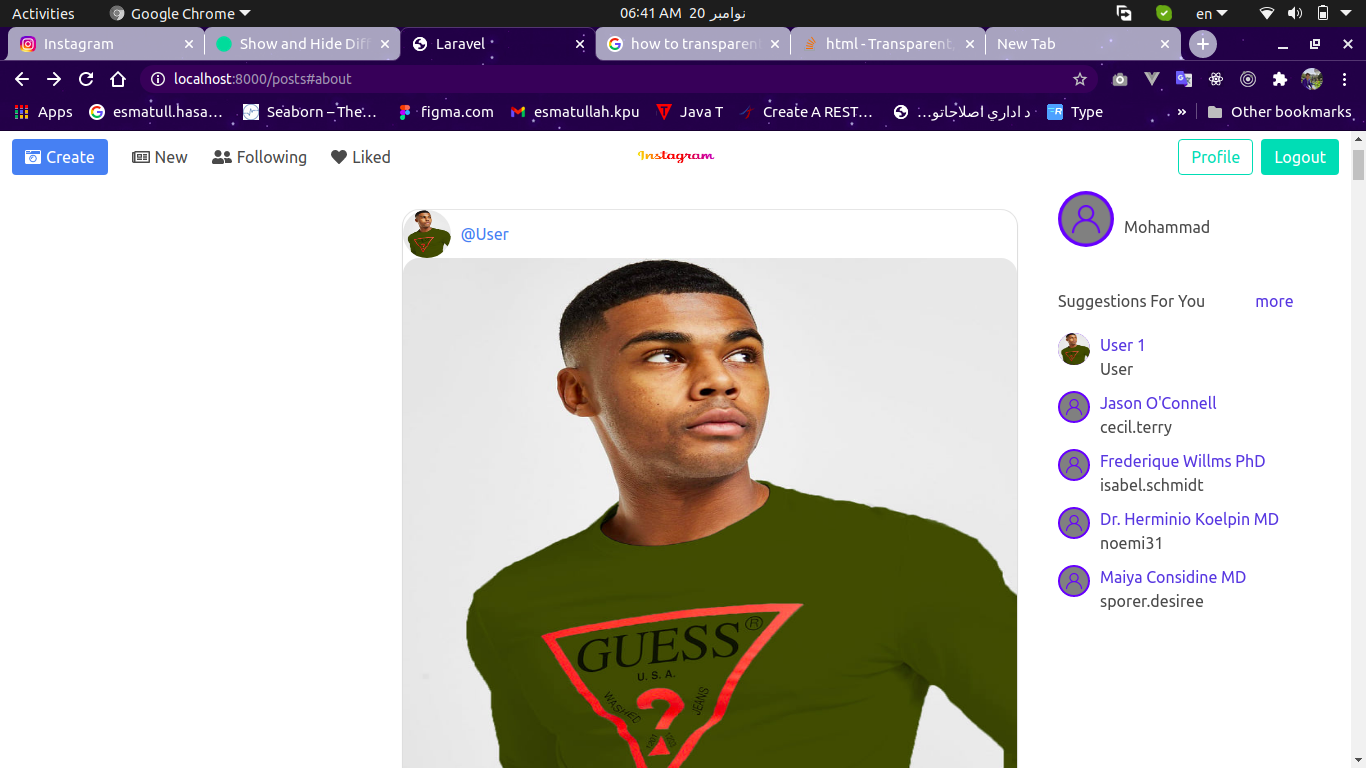 Activities Google Chrome 06:41 AM 20 نوامبر en
Instagram Show and Hide Diff Laravel how to transparen html - Transparent, New Tab
localhost:8000/posts#about
Apps esmatull.hasa... Seaborn – The... figma.com esmatullah.kpu Java T Create A REST... د اداري اصلاحاتو... Type » Other bookmarks
Create New Following Liked Instagram Profile Logout
@User
Mohammad
Suggestions For You more
User 1
User
Jason O'Connell
cecil.terry
Frederique Willms PhD
isabel.schmidt
Dr. Herminio Koelpin MD
noemi31
Maiya Considine MD
sporer.desiree
GUESS®
U.S.A.
WASHED ? JEANS